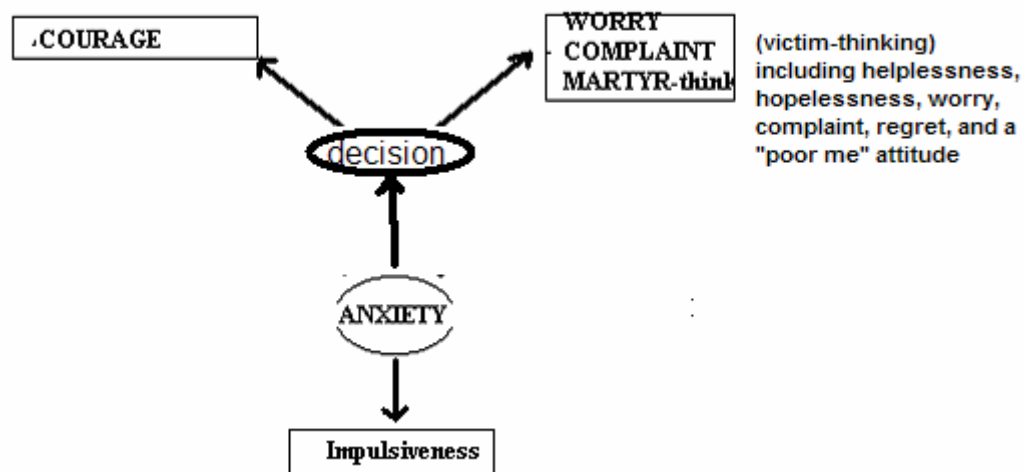 COURAGE
WORRY
COMPLAINT
MARTYR-think
(victim-thinking)
including helplessness,
hopelessness, worry,
complaint, regret, and a
"poor me" attitude
decision
ANXIETY
Impulsiveness